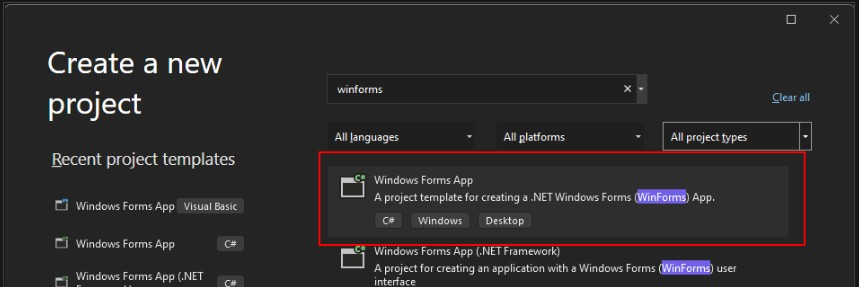 Create a new
project
winforms
Clear all
All languages
All platforms
All project types
Recent project templates
Windows Forms App Visual Basic
Windows Forms App C#
Windows Forms App (.NET
C#
Windows Forms App
A project template for creating a .NET Windows Forms (WinForms) App.
C# Windows Desktop
Windows Forms App (.NET Framework)
A project for creating an application with a Windows Forms (WinForms) user
interface